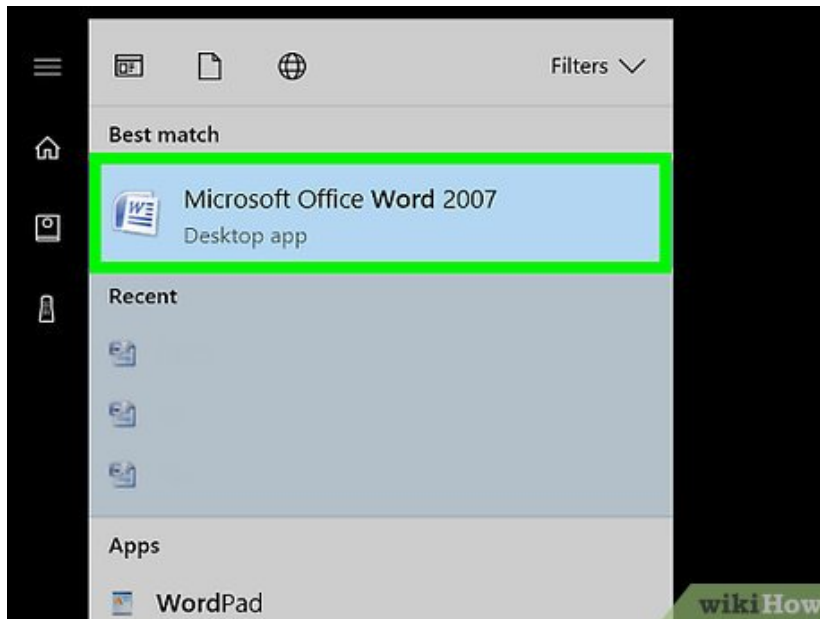 Filters
Best match
Microsoft Office Word 2007
Desktop app
Recent
Apps
WordPad
wikiHow